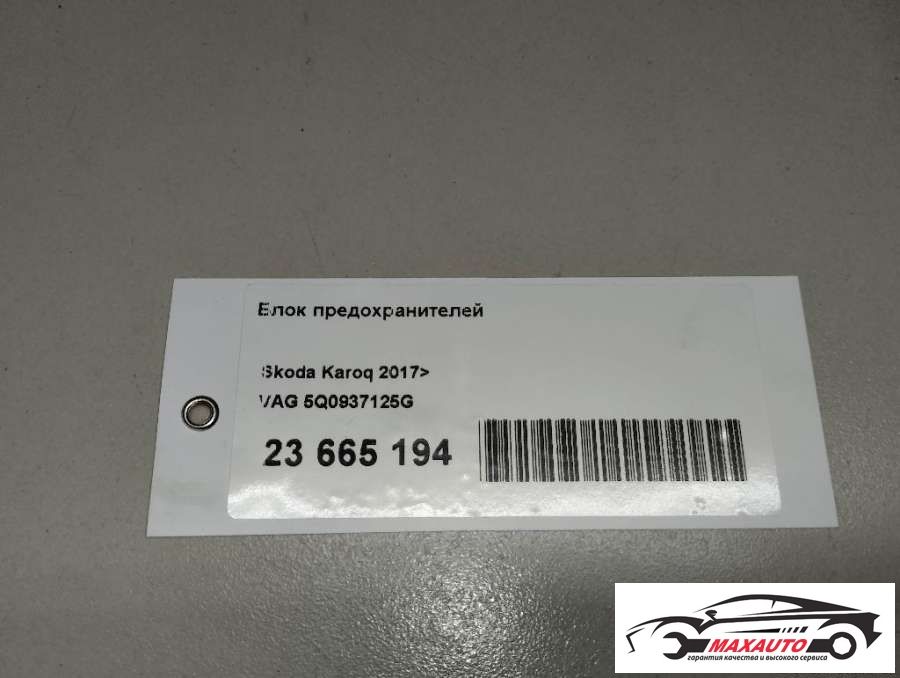 Блок предохранителей
Skoda Karoq 2017>
VAG 5Q0937125G
23 665 194
MAXAUTO
гарантия качества и высокого сервиса